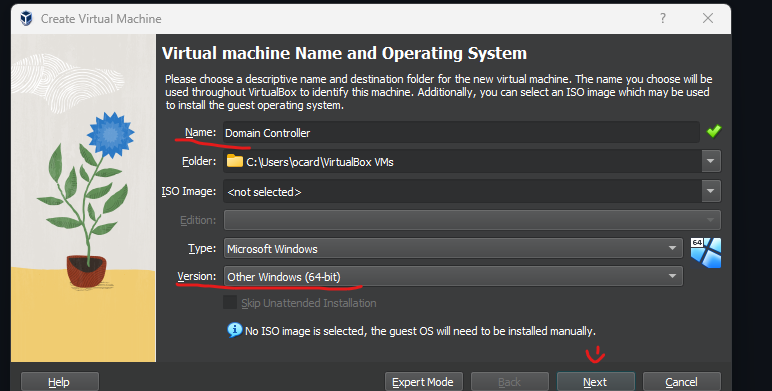 Create Virtual Machine
Virtual machine Name and Operating System
Please choose a descriptive name and destination folder for the new virtual machine. The name you choose will be
used throughout VirtualBox to identify this machine. Additionally, you can select an ISO image which may be used
to install the guest operating system.
Name: Domain Controller
Folder: C:\Users\ocard\VirtualBox VMs
ISO Image: <not selected>
Edition:
Type: Microsoft Windows
64
Version: Other Windows (64-bit)
Skip Unattended Installation
No ISO image is selected, the guest OS will need to be installed manually.
Help Expert Mode Back Next Cancel